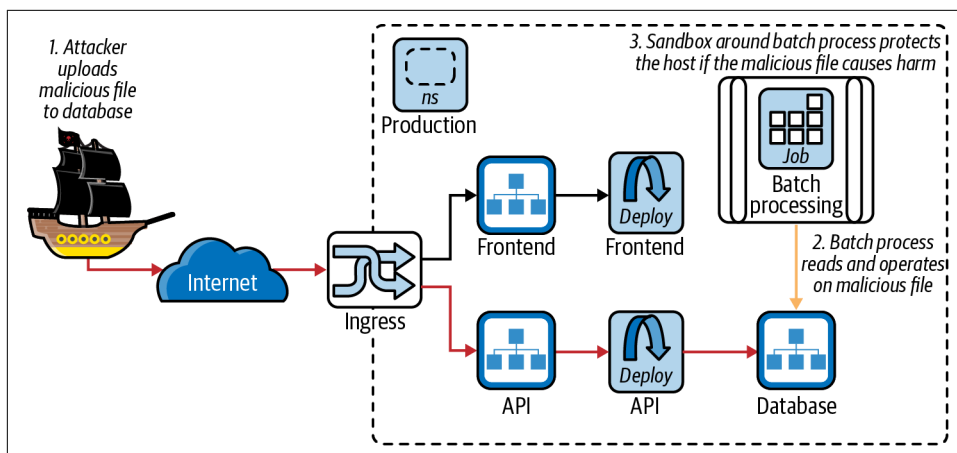 1. Attacker
uploads
malicious file
to database
3. Sandbox around batch process protects
the host if the malicious file causes harm
ns
Production
Job
Batch
processing
Deploy
Frontend
Frontend
2. Batch process
reads and operates
on malicious file
Internet
Ingress
Deploy
API
API
Database